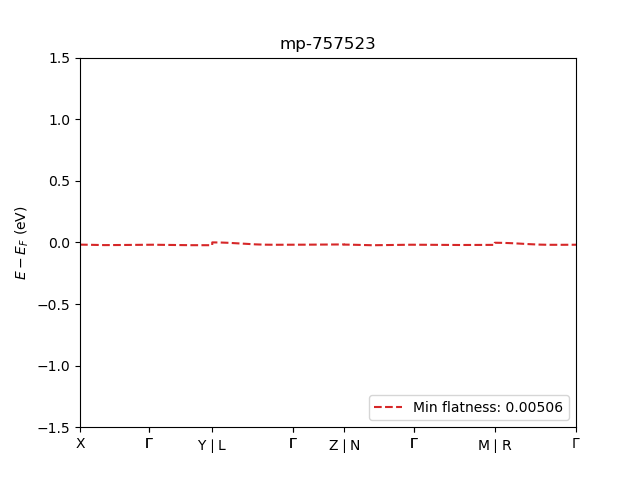 mp-757523
E − E_F (eV)
1.5
1.0
0.5
0.0
−0.5
−1.0
−1.5
Min flatness: 0.00506
X Γ Y | L Γ Z | N Γ M | R Γ